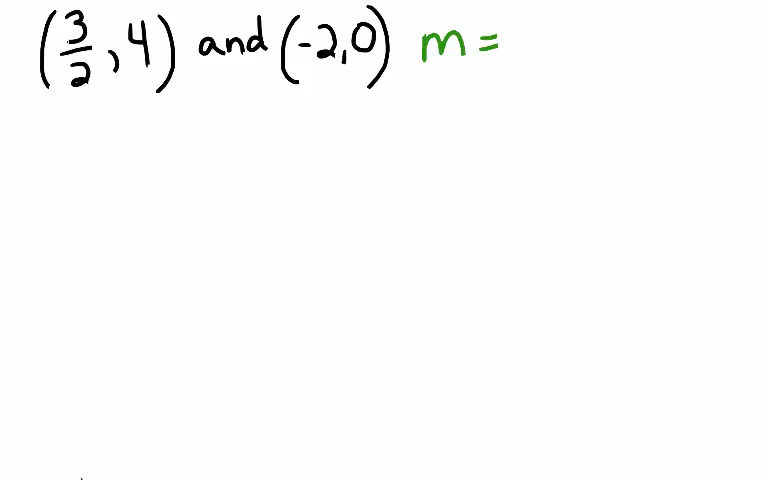 (3/2, 4) and (-2,0) m =